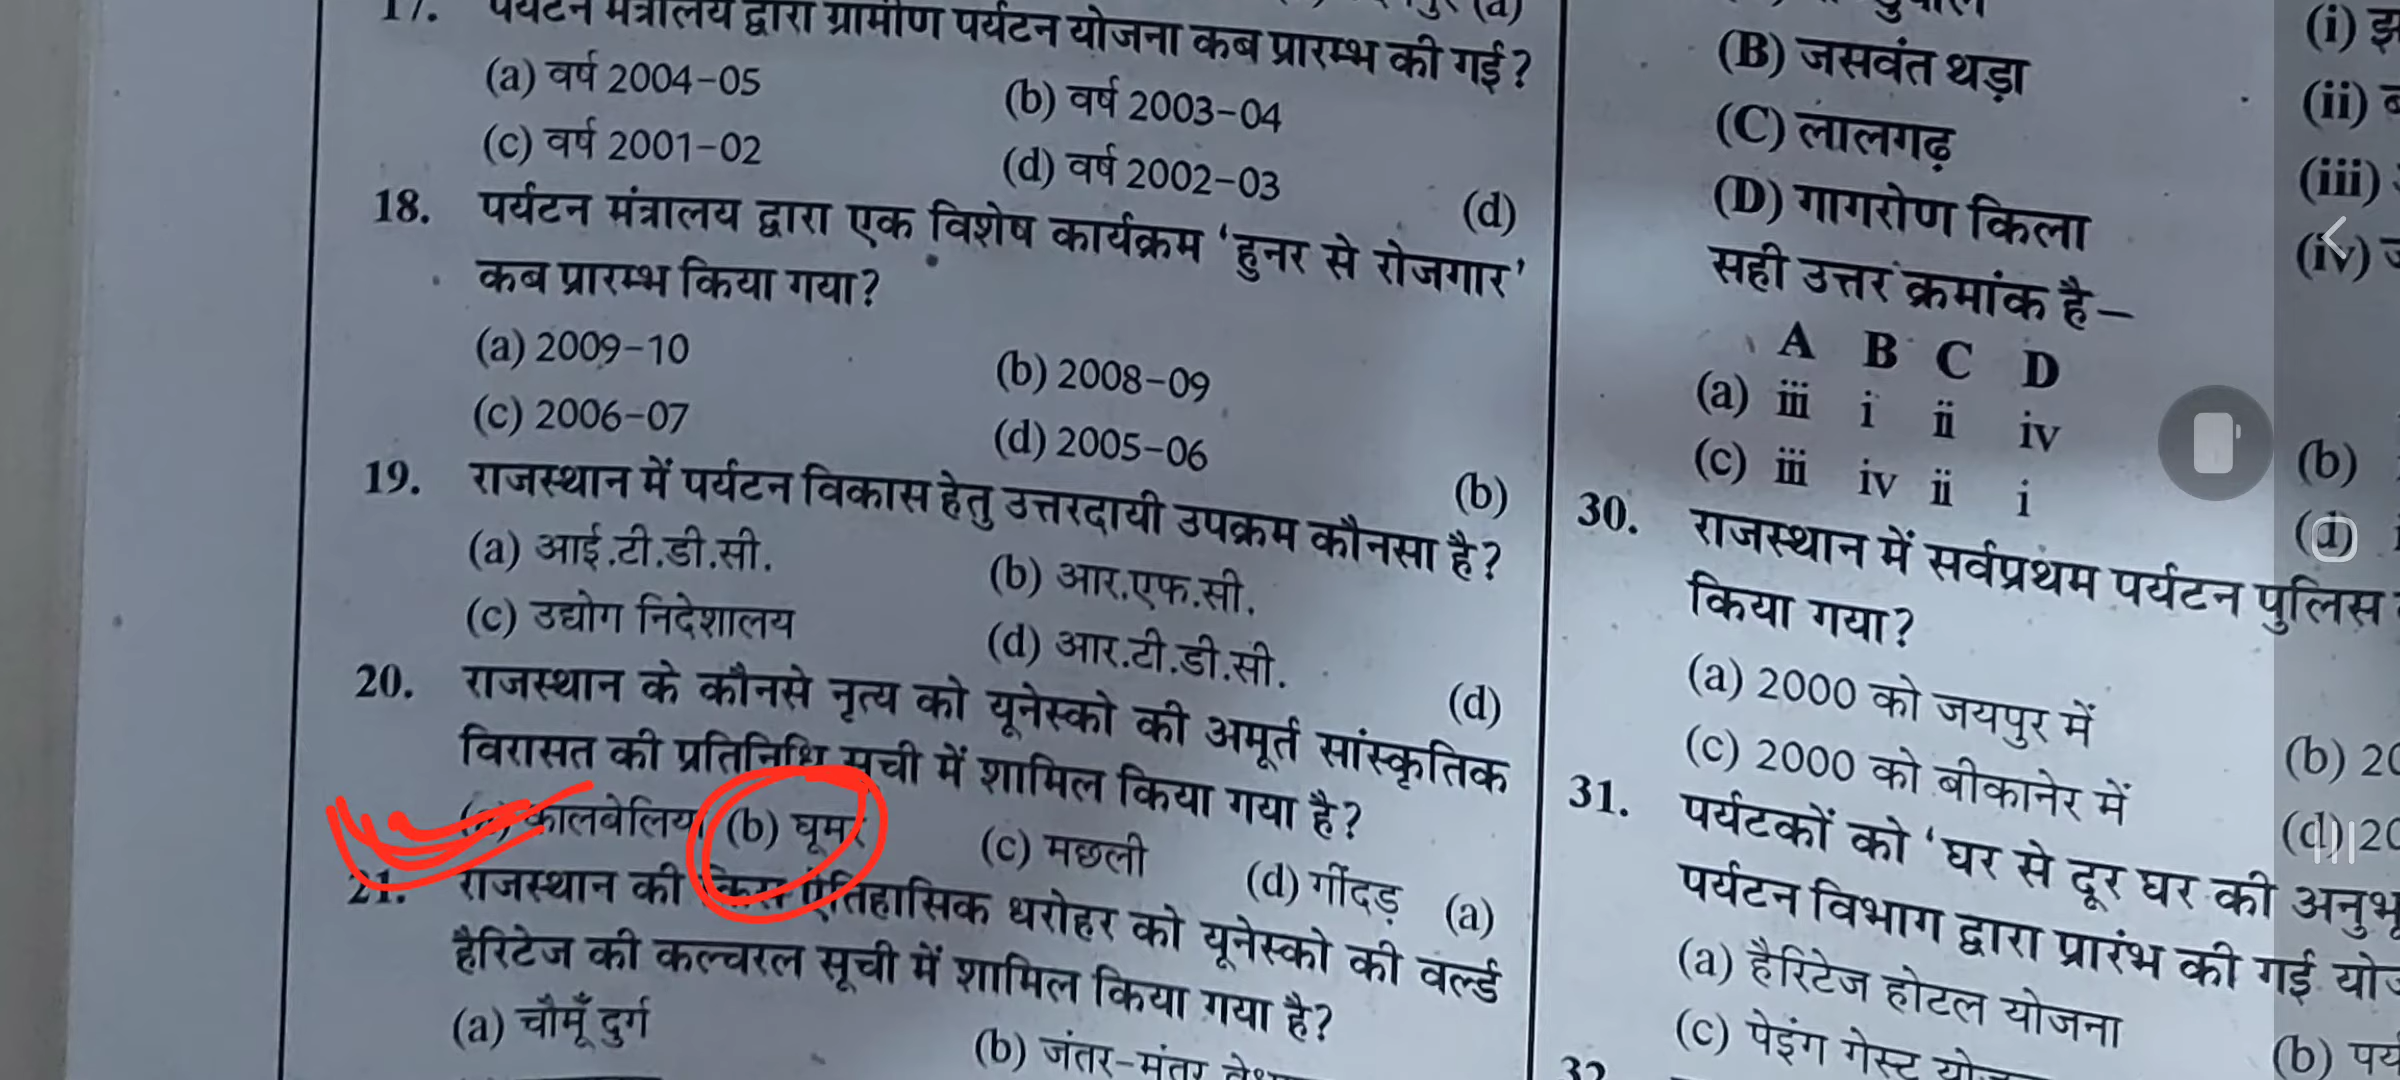 17. पर्यटन मंत्रालय द्वारा ग्रामीण पर्यटन योजना कब प्रारम्भ की गई?
(a) वर्ष 2004-05 (b) वर्ष 2003-04
(c) वर्ष 2001-02 (d) वर्ष 2002-03 (d)
18. पर्यटन मंत्रालय द्वारा एक विशेष कार्यक्रम 'हुनर से रोजगार'
कब प्रारम्भ किया गया?
(a) 2009-10 (b) 2008-09
(c) 2006-07 (d) 2005-06 (b)
19. राजस्थान में पर्यटन विकास हेतु उत्तरदायी उपक्रम कौनसा है?
(a) आई.टी.डी.सी. (b) आर.एफ.सी.
(c) उद्योग निदेशालय (d) आर.टी.डी.सी. (d)
20. राजस्थान के कौनसे नृत्य को यूनेस्को की अमूर्त सांस्कृतिक
विरासत की प्रतिनिधि सूची में शामिल किया गया है?
(a) कालबेलिया (b) घूमर (c) मछली (d) गींदड़ (a)
21. राजस्थान की किस ऐतिहासिक धरोहर को यूनेस्को की वर्ल्ड
हैरिटेज की कल्चरल सूची में शामिल किया गया है?
(a) चौमूँ दुर्ग (b) जंतर-मंतर
(B) जसवंत थड़ा
(C) लालगढ़
(D) गागरोण किला
सही उत्तर क्रमांक है–
A B C D
(a) iii i ii iv (b)
(c) iii iv ii i (d)
30. राजस्थान में सर्वप्रथम पर्यटन पुलिस
किया गया?
(a) 2000 को जयपुर में (b) 20
(c) 2000 को बीकानेर में (d) 20
31. पर्यटकों को 'घर से दूर घर की
पर्यटन विभाग द्वारा प्रारंभ की गई
(a) हैरिटेज होटल योजना (b)
(c) पेइंग गेस्ट
32
(i)
(ii)
(iii)
(iv)